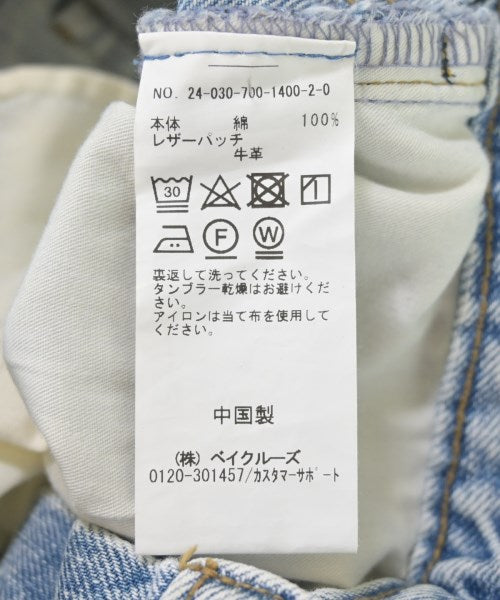 NO. 24-030-700-1400-2-0
本体 綿 100%
レザーパッチ
牛革
30
F W
裏返して洗ってください。
タンブラー乾燥はお避けくだ
さい。
アイロンは当て布を使用して
ください。
中国製
(株) ベイクルーズ
0120-301457/カスタマーサポート